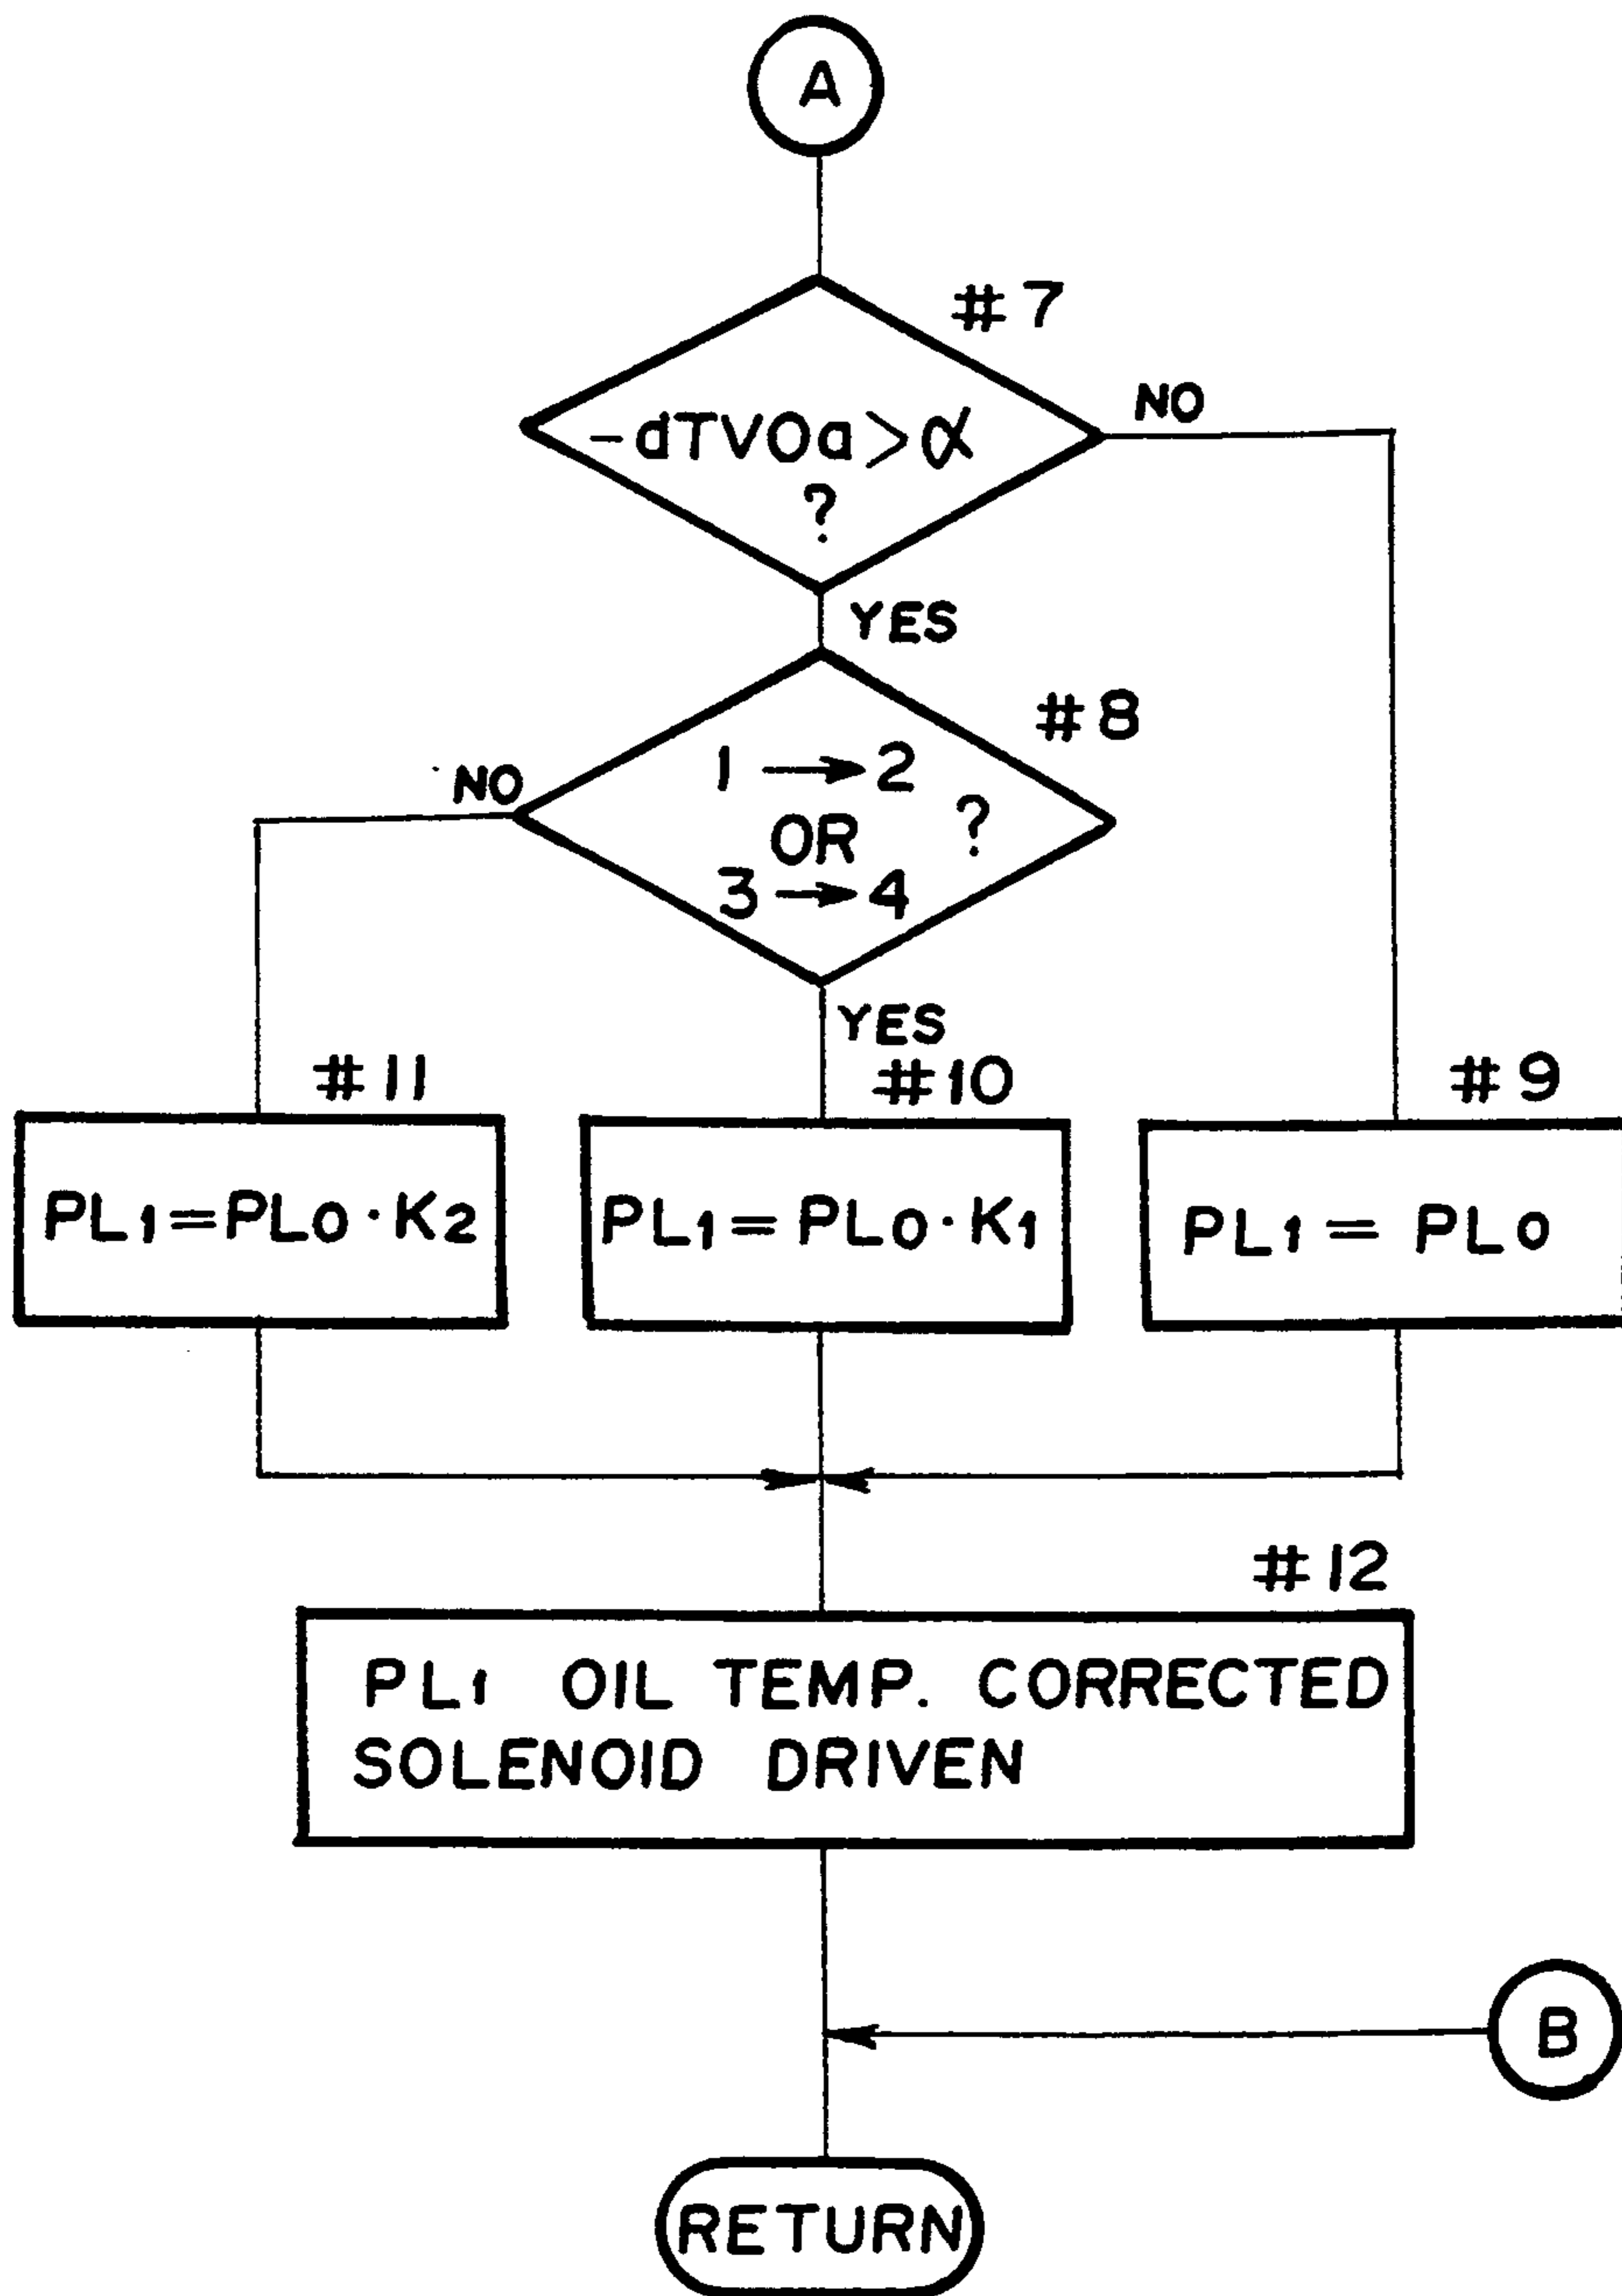 A
#7
-dTVOa>α
?
NO
YES
#8
1 → 2
OR ?
3 → 4
NO
YES
#11
#10
#9
PL1=PL0·K2
PL1=PL0·K1
PL1= PL0
#12
PL1 OIL TEMP. CORRECTED
SOLENOID DRIVEN
B
RETURN